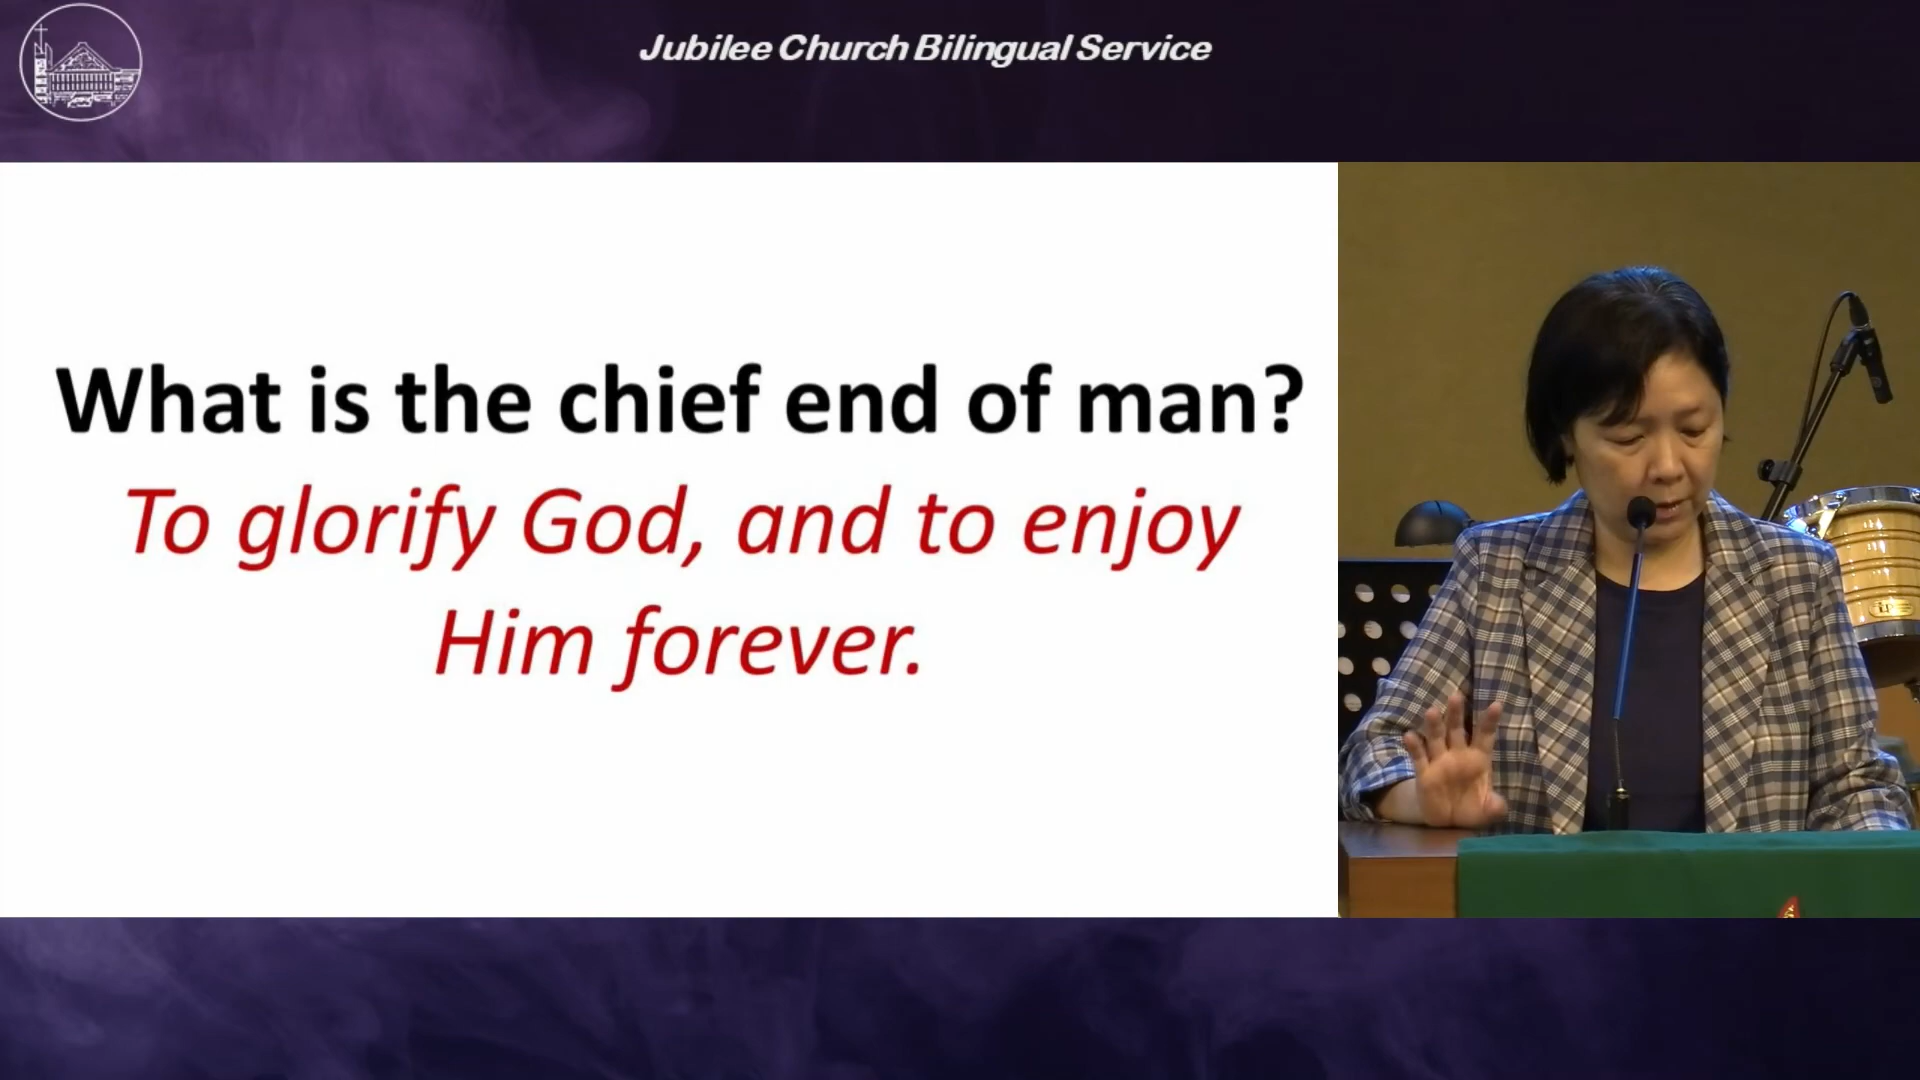 Jubilee Church Bilingual Service
What is the chief end of man?
To glorify God, and to enjoy
Him forever.